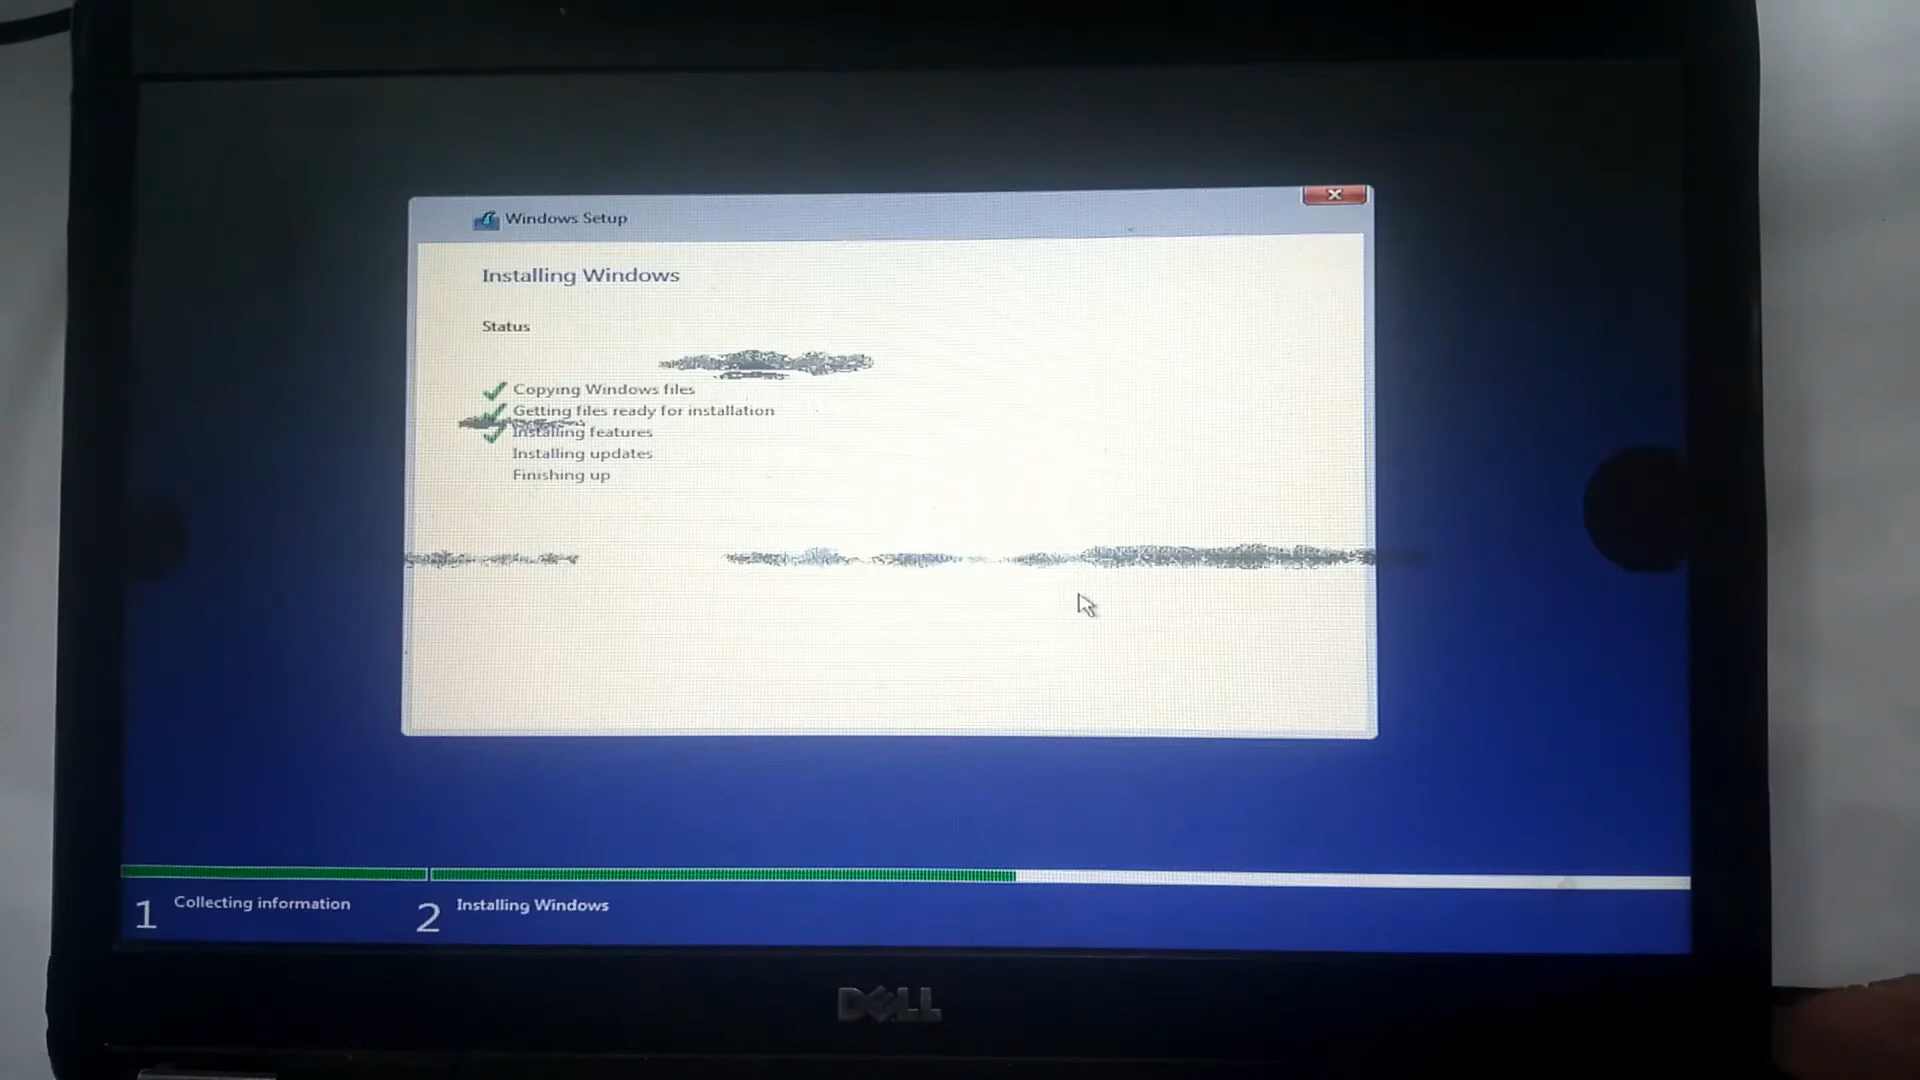 Windows Setup
Installing Windows
Status
Copying Windows files
Getting files ready for installation
Installing features
Installing updates
Finishing up
1 Collecting information
2 Installing Windows
DELL